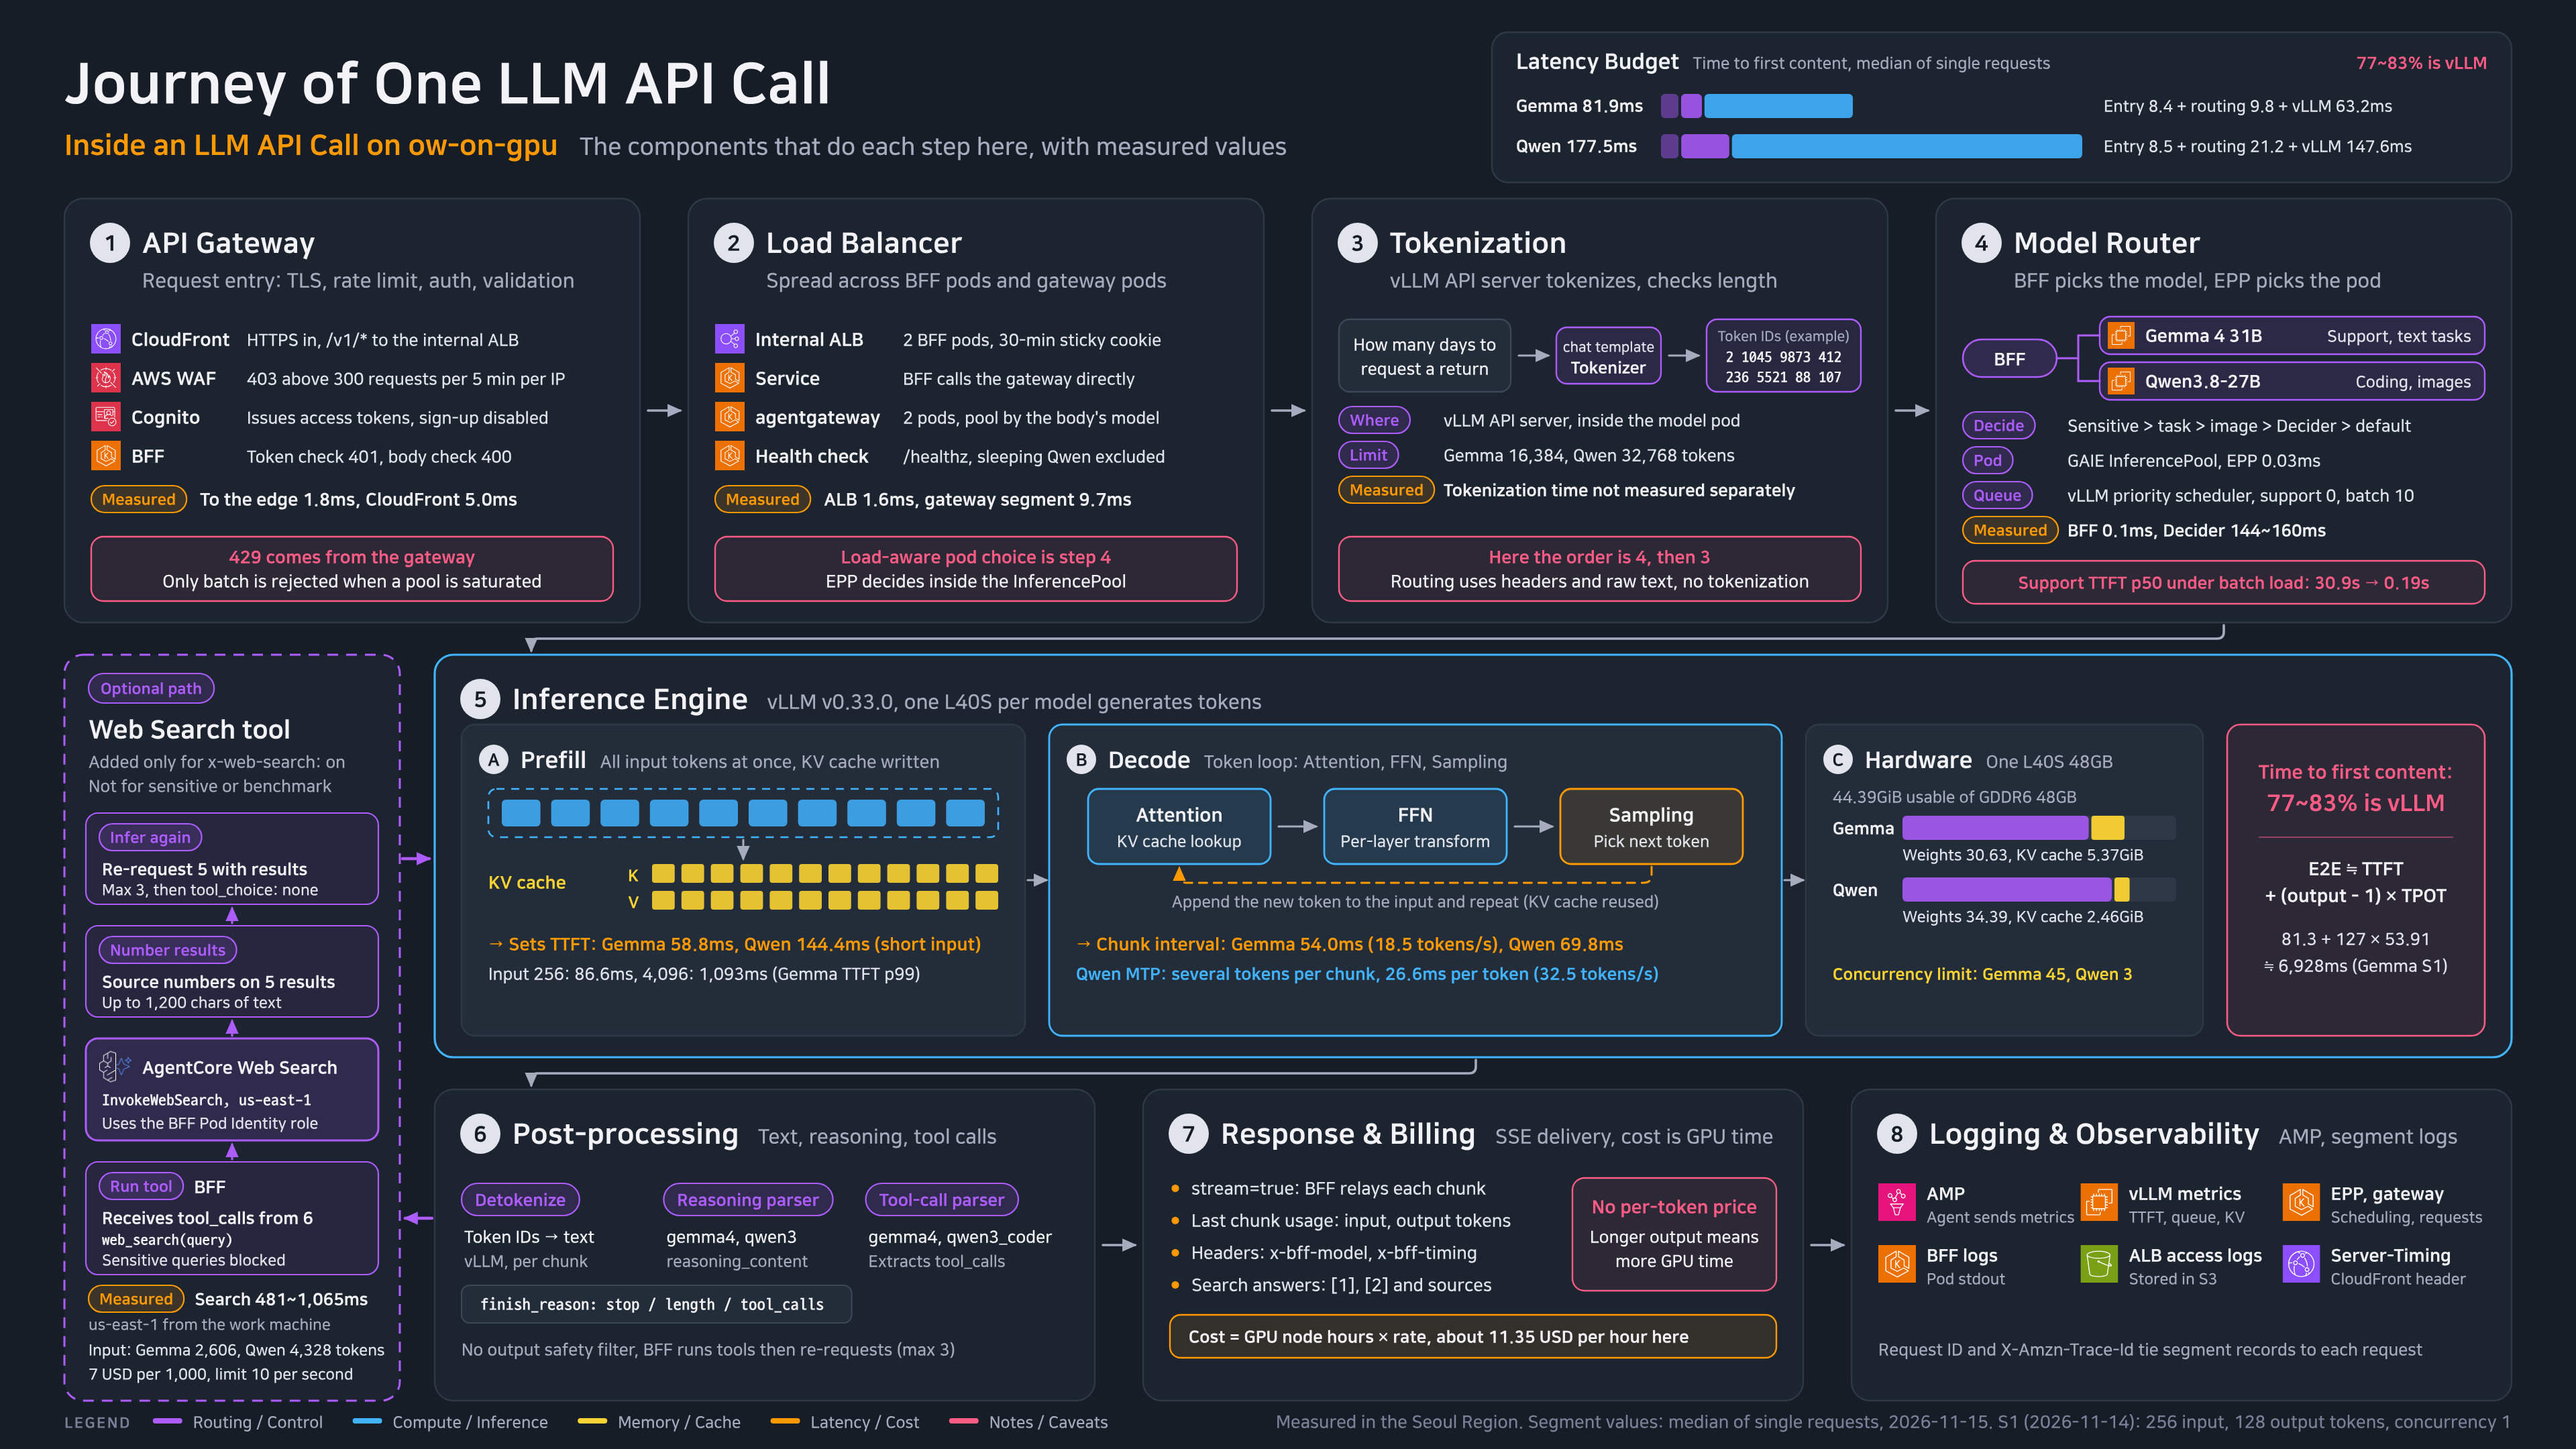 Journey of One LLM API Call
Inside an LLM API Call on ow-on-gpu The components that do each step here, with measured values
Latency Budget Time to first content, median of single requests 77~83% is vLLM
Gemma 81.9ms Entry 8.4 + routing 9.8 + vLLM 63.2ms
Qwen 177.5ms Entry 8.5 + routing 21.2 + vLLM 147.6ms
1 API Gateway
Request entry: TLS, rate limit, auth, validation
CloudFront HTTPS in, /v1/* to the internal ALB
AWS WAF 403 above 300 requests per 5 min per IP
Cognito Issues access tokens, sign-up disabled
BFF Token check 401, body check 400
Measured To the edge 1.8ms, CloudFront 5.0ms
429 comes from the gateway
Only batch is rejected when a pool is saturated
2 Load Balancer
Spread across BFF pods and gateway pods
Internal ALB 2 BFF pods, 30-min sticky cookie
Service BFF calls the gateway directly
agentgateway 2 pods, pool by the body's model
Health check /healthz, sleeping Qwen excluded
Measured ALB 1.6ms, gateway segment 9.7ms
Load-aware pod choice is step 4
EPP decides inside the InferencePool
3 Tokenization
vLLM API server tokenizes, checks length
How many days to
request a return
chat template
Tokenizer
Token IDs (example)
2 1045 9873 412
236 5521 88 107
Where vLLM API server, inside the model pod
Limit Gemma 16,384, Qwen 32,768 tokens
Measured Tokenization time not measured separately
Here the order is 4, then 3
Routing uses headers and raw text, no tokenization
4 Model Router
BFF picks the model, EPP picks the pod
BFF
Gemma 4 31B Support, text tasks
Qwen3.8-27B Coding, images
Decide Sensitive > task > image > Decider > default
Pod GAIE InferencePool, EPP 0.03ms
Queue vLLM priority scheduler, support 0, batch 10
Measured BFF 0.1ms, Decider 144~160ms
Support TTFT p50 under batch load: 30.9s → 0.19s
Optional path
Web Search tool
Added only for x-web-search: on
Not for sensitive or benchmark
Infer again
Re-request 5 with results
Max 3, then tool_choice: none
Number results
Source numbers on 5 results
Up to 1,200 chars of text
AgentCore Web Search
InvokeWebSearch, us-east-1
Uses the BFF Pod Identity role
Run tool BFF
Receives tool_calls from 6
web_search(query)
Sensitive queries blocked
Measured Search 481~1,065ms
us-east-1 from the work machine
Input: Gemma 2,606, Qwen 4,328 tokens
7 USD per 1,000, limit 10 per second
5 Inference Engine vLLM v0.33.0, one L40S per model generates tokens
A Prefill All input tokens at once, KV cache written
KV cache
K
V
→ Sets TTFT: Gemma 58.8ms, Qwen 144.4ms (short input)
Input 256: 86.6ms, 4,096: 1,093ms (Gemma TTFT p99)
B Decode Token loop: Attention, FFN, Sampling
Attention
KV cache lookup
FFN
Per-layer transform
Sampling
Pick next token
Append the new token to the input and repeat (KV cache reused)
→ Chunk interval: Gemma 54.0ms (18.5 tokens/s), Qwen 69.8ms
Qwen MTP: several tokens per chunk, 26.6ms per token (32.5 tokens/s)
C Hardware One L40S 48GB
44.39GiB usable of GDDR6 48GB
Gemma
Weights 30.63, KV cache 5.37GiB
Qwen
Weights 34.39, KV cache 2.46GiB
Concurrency limit: Gemma 45, Qwen 3
Time to first content:
77~83% is vLLM
E2E ≒ TTFT
+ (output - 1) × TPOT
81.3 + 127 × 53.91
≒ 6,928ms (Gemma S1)
6 Post-processing Text, reasoning, tool calls
Detokenize
Token IDs → text
vLLM, per chunk
Reasoning parser
gemma4, qwen3
reasoning_content
Tool-call parser
gemma4, qwen3_coder
Extracts tool_calls
finish_reason: stop / length / tool_calls
No output safety filter, BFF runs tools then re-requests (max 3)
7 Response & Billing SSE delivery, cost is GPU time
• stream=true: BFF relays each chunk
• Last chunk usage: input, output tokens
• Headers: x-bff-model, x-bff-timing
• Search answers: [1], [2] and sources
No per-token price
Longer output means
more GPU time
Cost = GPU node hours × rate, about 11.35 USD per hour here
8 Logging & Observability AMP, segment logs
AMP
Agent sends metrics
vLLM metrics
TTFT, queue, KV
EPP, gateway
Scheduling, requests
BFF logs
Pod stdout
ALB access logs
Stored in S3
Server-Timing
CloudFront header
Request ID and X-Amzn-Trace-Id tie segment records to each request
LEGEND Routing / Control Compute / Inference Memory / Cache Latency / Cost Notes / Caveats
Measured in the Seoul Region. Segment values: median of single requests, 2026-11-15. S1 (2026-11-14): 256 input, 128 output tokens, concurrency 1